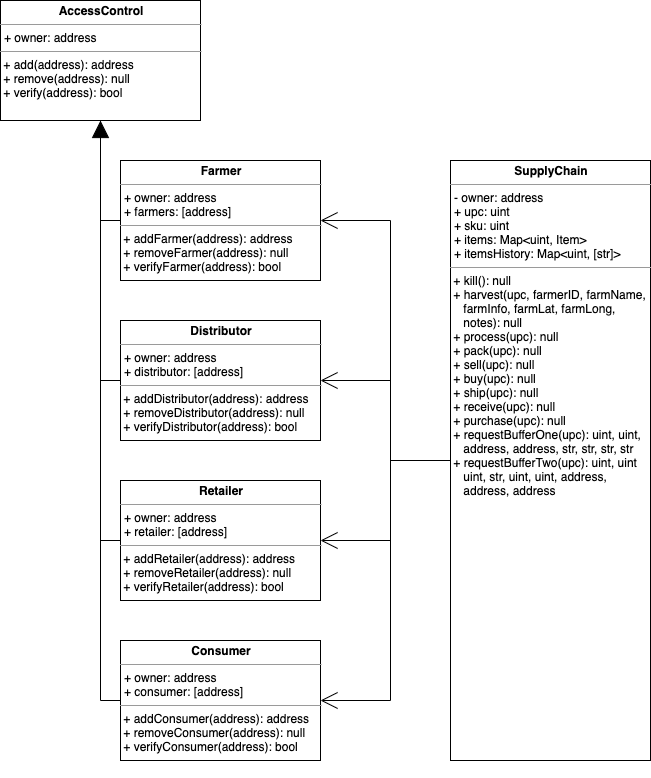 AccessControl
+ owner: address
+ add(address): address
+ remove(address): null
+ verify(address): bool
Farmer
+ owner: address
+ farmers: [address]
+ addFarmer(address): address
+ removeFarmer(address): null
+ verifyFarmer(address): bool
Distributor
+ owner: address
+ distributor: [address]
+ addDistributor(address): address
+ removeDistributor(address): null
+ verifyDistributor(address): bool
Retailer
+ owner: address
+ retailer: [address]
+ addRetailer(address): address
+ removeRetailer(address): null
+ verifyRetailer(address): bool
Consumer
+ owner: address
+ consumer: [address]
+ addConsumer(address): address
+ removeConsumer(address): null
+ verifyConsumer(address): bool
SupplyChain
- owner: address
+ upc: uint
+ sku: uint
+ items: Map<uint, Item>
+ itemsHistory: Map<uint, [str]>
+ kill(): null
+ harvest(upc, farmerID, farmName,
farmInfo, farmLat, farmLong,
notes): null
+ process(upc): null
+ pack(upc): null
+ sell(upc): null
+ buy(upc): null
+ ship(upc): null
+ receive(upc): null
+ purchase(upc): null
+ requestBufferOne(upc): uint, uint,
address, address, str, str, str, str
+ requestBufferTwo(upc): uint, uint
uint, str, uint, uint, address,
address, address